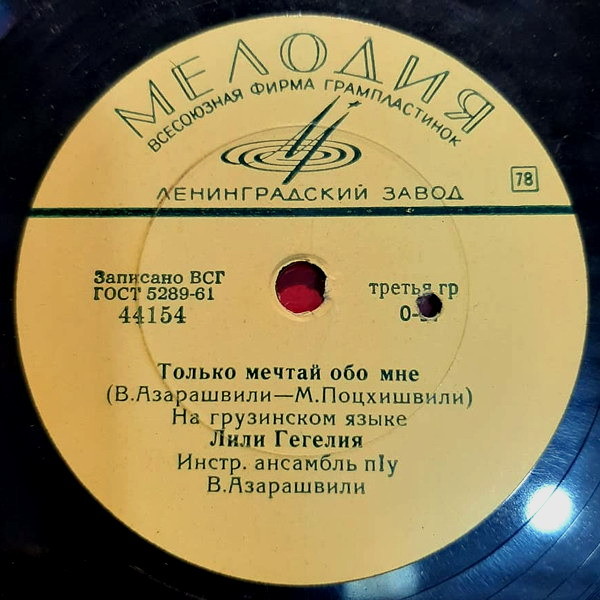 МЕЛОДИЯ
ВСЕСОЮЗНАЯ ФИРМА ГРАМПЛАСТИНОК
ЛЕНИНГРАДСКИЙ ЗАВОД
78
Записано ВСГ
ГОСТ 5289-61
44154
третья гр
Только мечтай обо мне
(В.Азарашвили—М.Поцхишвили)
На грузинском языке
Лили Гегелия
Инстр. ансамбль п/у
В.Азарашвили